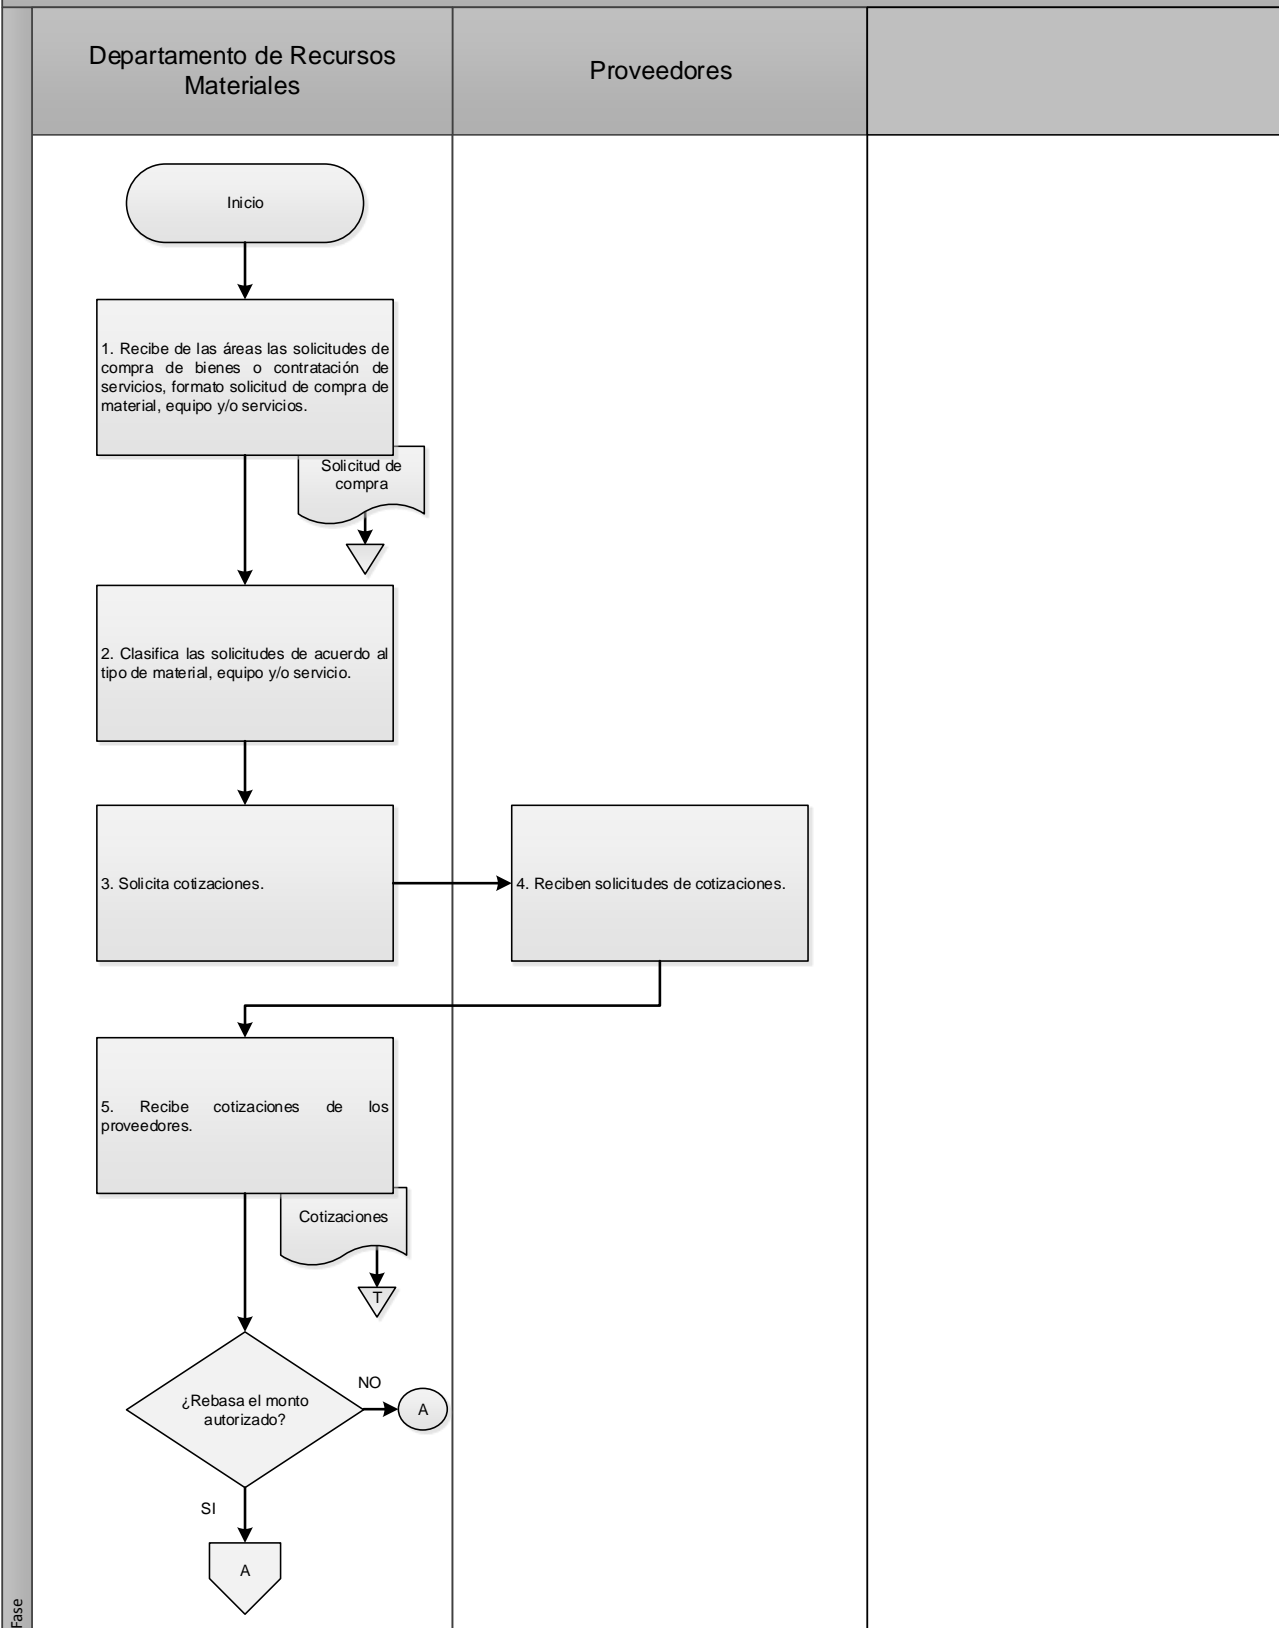 Departamento de Recursos
Materiales
Proveedores
Inicio
1. Recibe de las áreas las solicitudes de
compra de bienes o contratación de
servicios, formato solicitud de compra de
material, equipo y/o servicios.
Solicitud de
compra
2. Clasifica las solicitudes de acuerdo al
tipo de material, equipo y/o servicio.
3. Solicita cotizaciones.
4. Reciben solicitudes de cotizaciones.
5. Recibe cotizaciones de los
proveedores.
Cotizaciones
T
¿Rebasa el monto
autorizado?
NO
A
SI
A
Fase